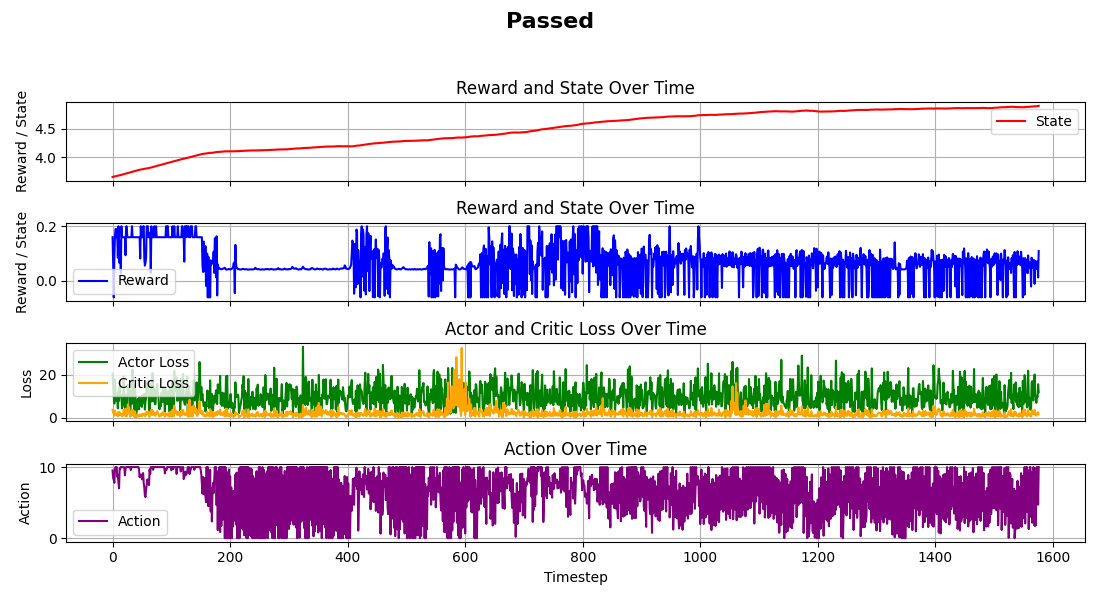 Passed
Reward and State Over Time
Reward / State
4.5
4.0
State
Reward and State Over Time
Reward / State
0.2
0.0
Reward
Actor and Critic Loss Over Time
Loss
20
0
Actor Loss
Critic Loss
Action Over Time
Action
10
0
Action
0 200 400 600 800 1000 1200 1400 1600
Timestep